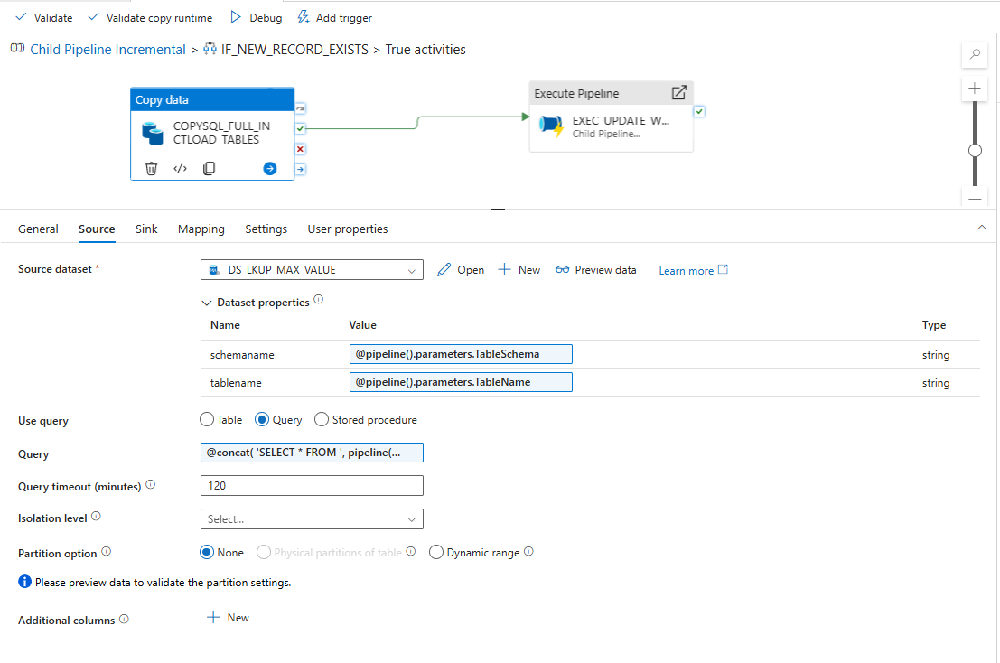 Validate Validate copy runtime Debug Add trigger
Child Pipeline Incremental > IF_NEW_RECORD_EXISTS > True activities
Copy data
COPYSQL_FULL_IN
CTLOAD_TABLES
Execute Pipeline
EXEC_UPDATE_W...
Child Pipeline...
General Source Sink Mapping Settings User properties
Source dataset * DS_LKUP_MAX_VALUE Open New Preview data Learn more
Dataset properties
Name Value Type
schemaname @pipeline().parameters.TableSchema string
tablename @pipeline().parameters.TableName string
Use query Table Query Stored procedure
Query @concat( 'SELECT * FROM ', pipeline(...
Query timeout (minutes) 120
Isolation level Select...
Partition option None Physical partitions of table Dynamic range
Please preview data to validate the partition settings.
Additional columns New